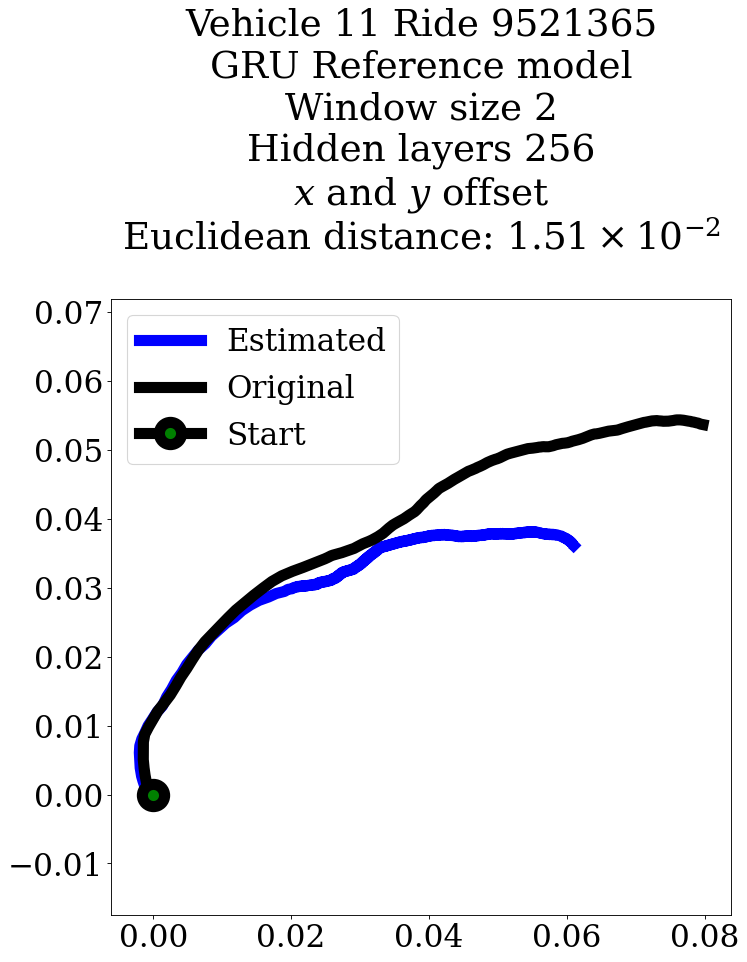 Vehicle 11 Ride 9521365
GRU Reference model
Window size 2
Hidden layers 256
x and y offset
Euclidean distance: 1.51 × 10⁻²
0.07
0.06
0.05
0.04
0.03
0.02
0.01
0.00
−0.01
Estimated
Original
Start
0.00 0.02 0.04 0.06 0.08